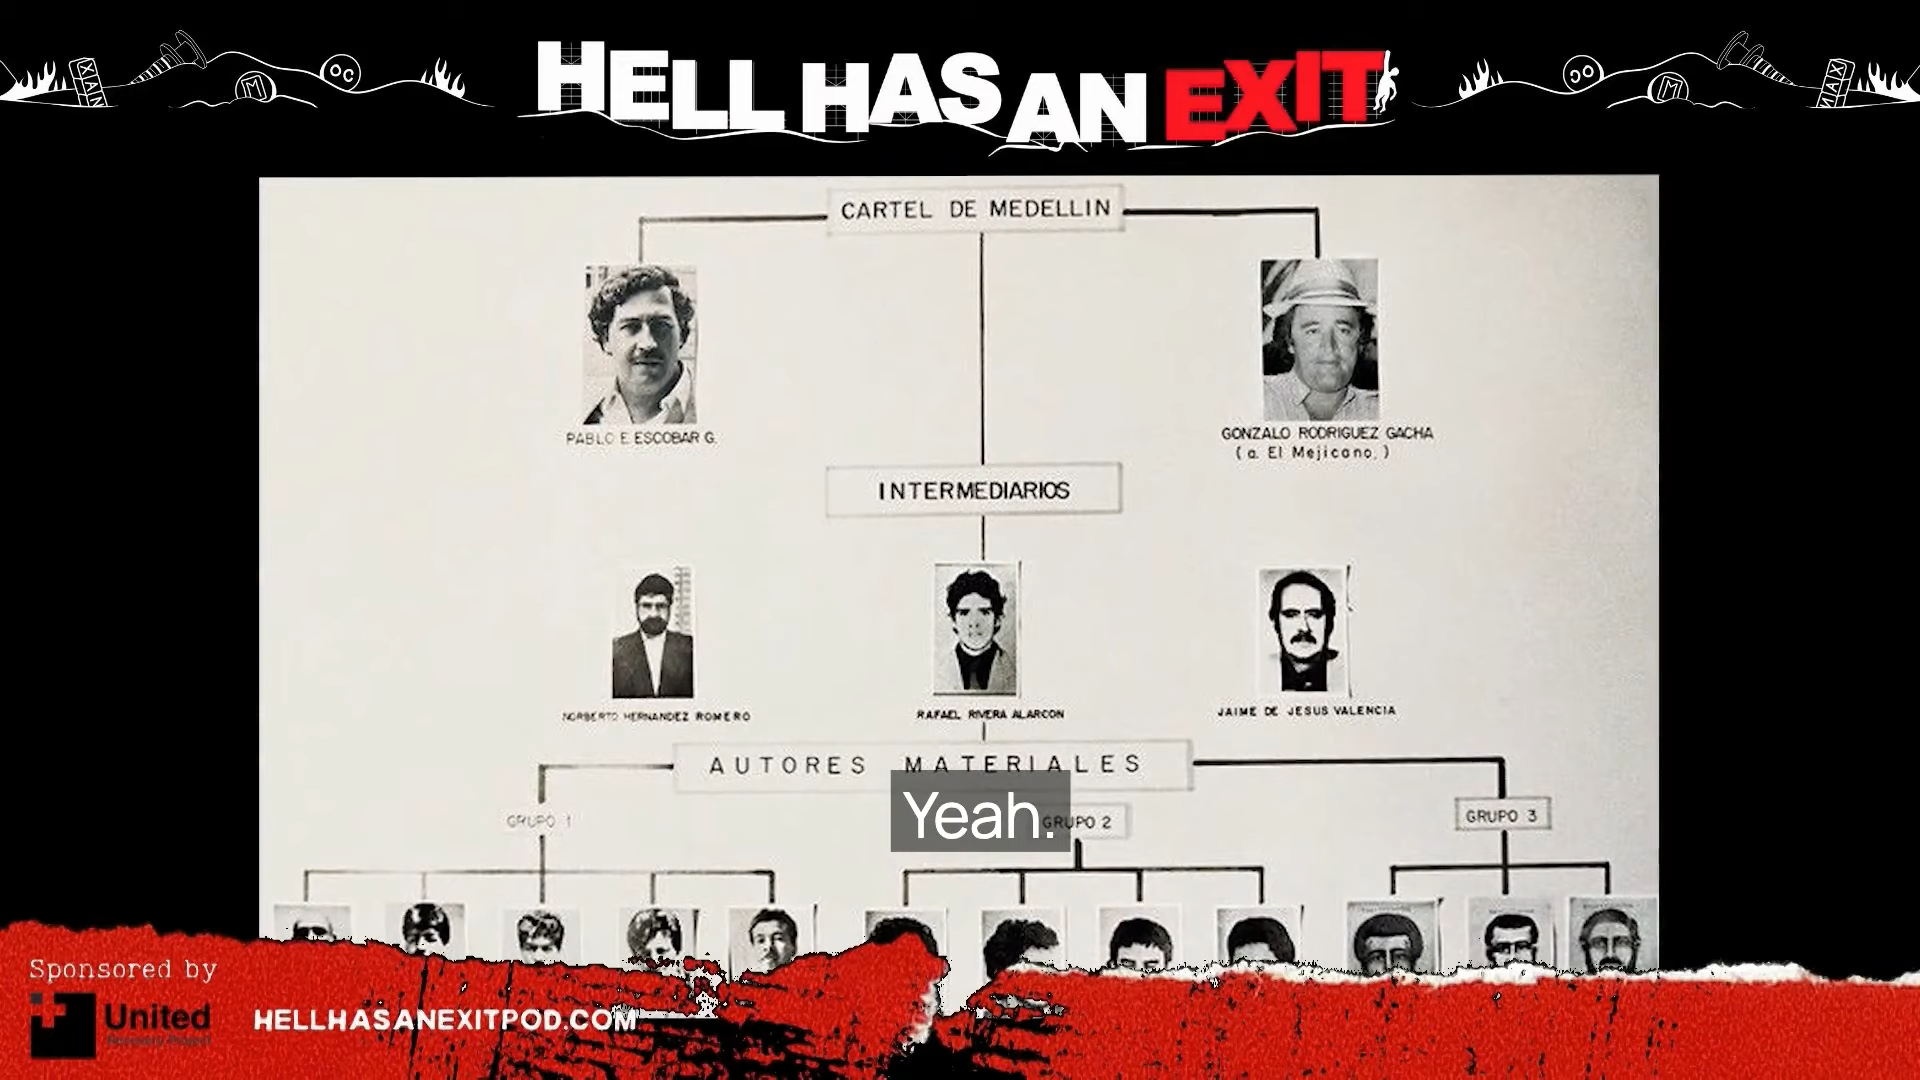 HELL HAS AN EXIT
CARTEL DE MEDELLIN
PABLO E. ESCOBAR G.
GONZALO RODRIGUEZ GACHA
(a. El Mejicano.)
INTERMEDIARIOS
NORBERTO HERNANDEZ ROMERO
RAFAEL RIVERA ALARCON
JAIME DE JESUS VALENCIA
AUTORES MATERIALES
GRUPO 1
Yeah.
GRUPO 2
GRUPO 3
Sponsored by
United
Recovery Project
HELLHASANEXITPOD.COM